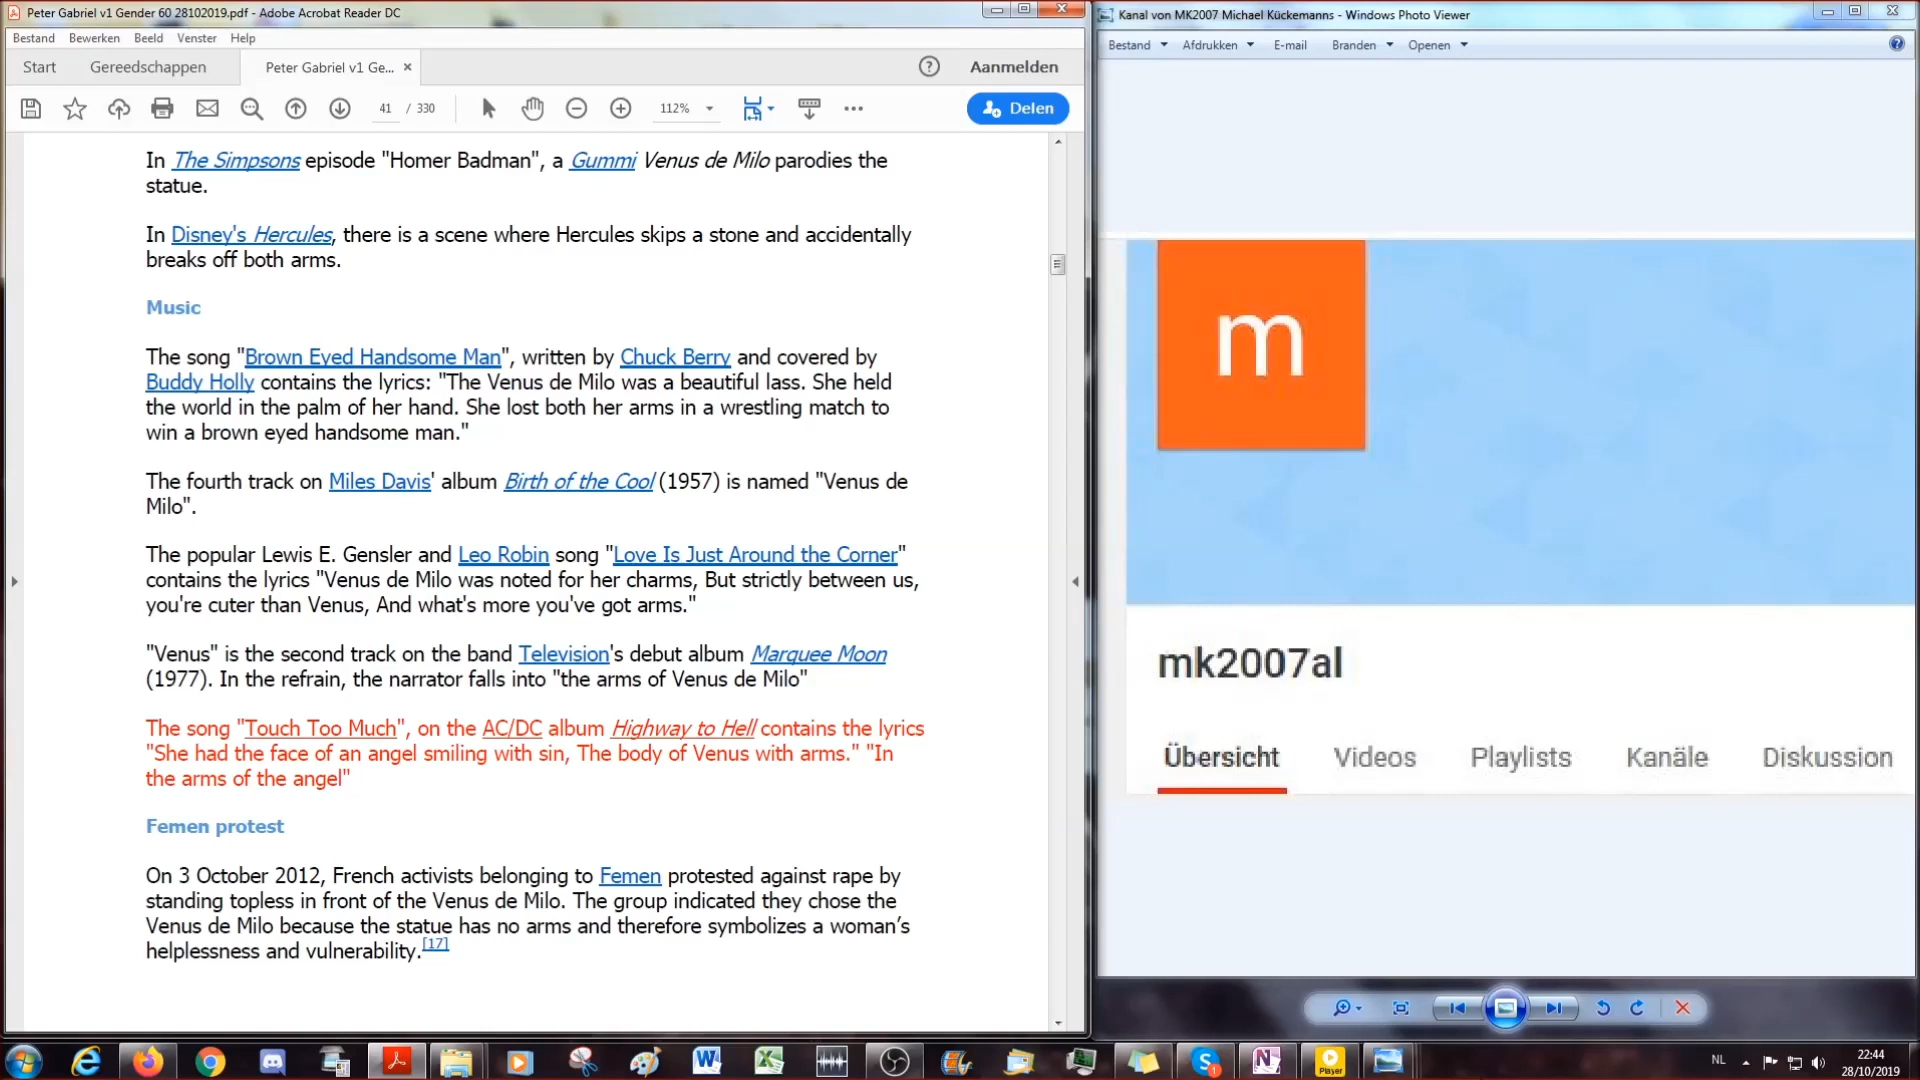 Peter Gabriel v1 Gender 60 28102019.pdf - Adobe Acrobat Reader DC
Bestand Bewerken Beeld Venster Help
Start Gereedschappen Peter Gabriel v1 Ge... × Aanmelden
41 / 330 112% Delen
In The Simpsons episode "Homer Badman", a Gummi Venus de Milo parodies the
statue.
In Disney's Hercules, there is a scene where Hercules skips a stone and accidentally
breaks off both arms.
Music
The song "Brown Eyed Handsome Man", written by Chuck Berry and covered by
Buddy Holly contains the lyrics: "The Venus de Milo was a beautiful lass. She held
the world in the palm of her hand. She lost both her arms in a wrestling match to
win a brown eyed handsome man."
The fourth track on Miles Davis' album Birth of the Cool (1957) is named "Venus de
Milo".
The popular Lewis E. Gensler and Leo Robin song "Love Is Just Around the Corner"
contains the lyrics "Venus de Milo was noted for her charms, But strictly between us,
you're cuter than Venus, And what's more you've got arms."
"Venus" is the second track on the band Television's debut album Marquee Moon
(1977). In the refrain, the narrator falls into "the arms of Venus de Milo"
The song "Touch Too Much", on the AC/DC album Highway to Hell contains the lyrics
"She had the face of an angel smiling with sin, The body of Venus with arms." "In
the arms of the angel"
Femen protest
On 3 October 2012, French activists belonging to Femen protested against rape by
standing topless in front of the Venus de Milo. The group indicated they chose the
Venus de Milo because the statue has no arms and therefore symbolizes a woman’s
helplessness and vulnerability.[17]
Kanal von MK2007 Michael Kückemanns - Windows Photo Viewer
Bestand Afdrukken E-mail Branden Openen
m
mk2007al
Übersicht Videos Playlists Kanäle Diskussion
Player
NL
22:44
28/10/2019